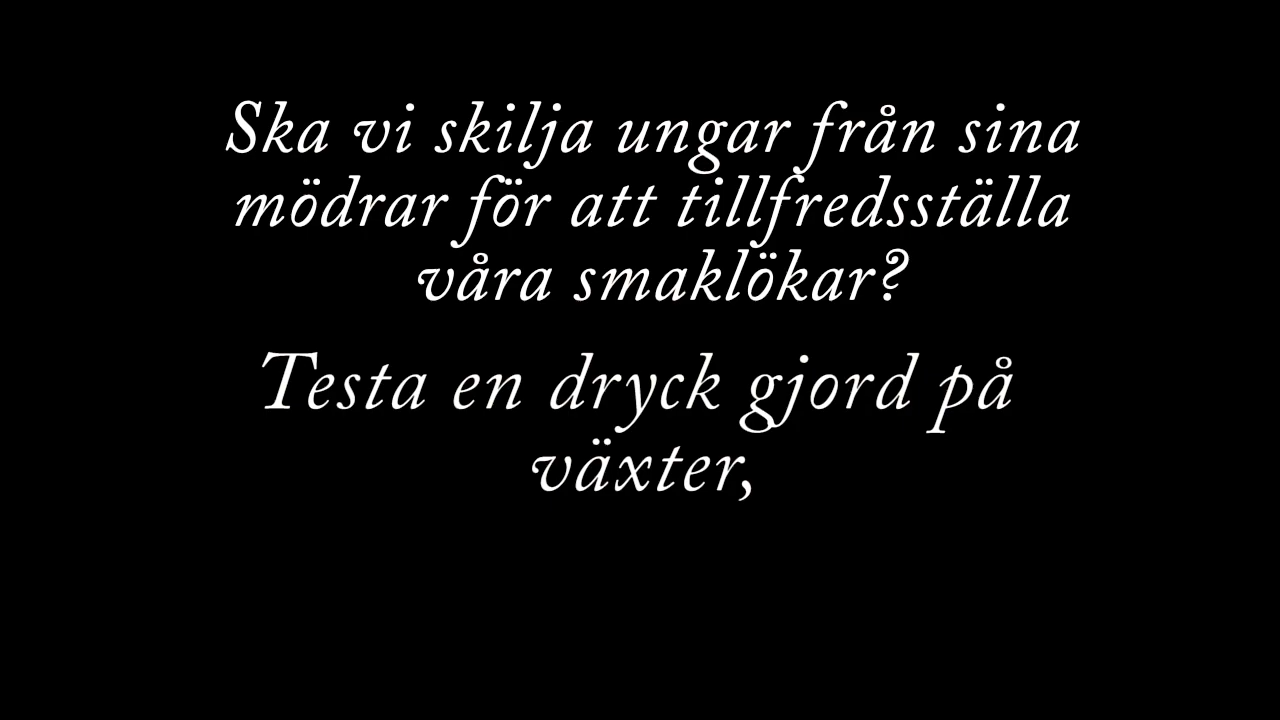 Ska vi skilja ungar från sina
mödrar för att tillfredsställa
våra smaklökar?
Testa en dryck gjord på
växter,